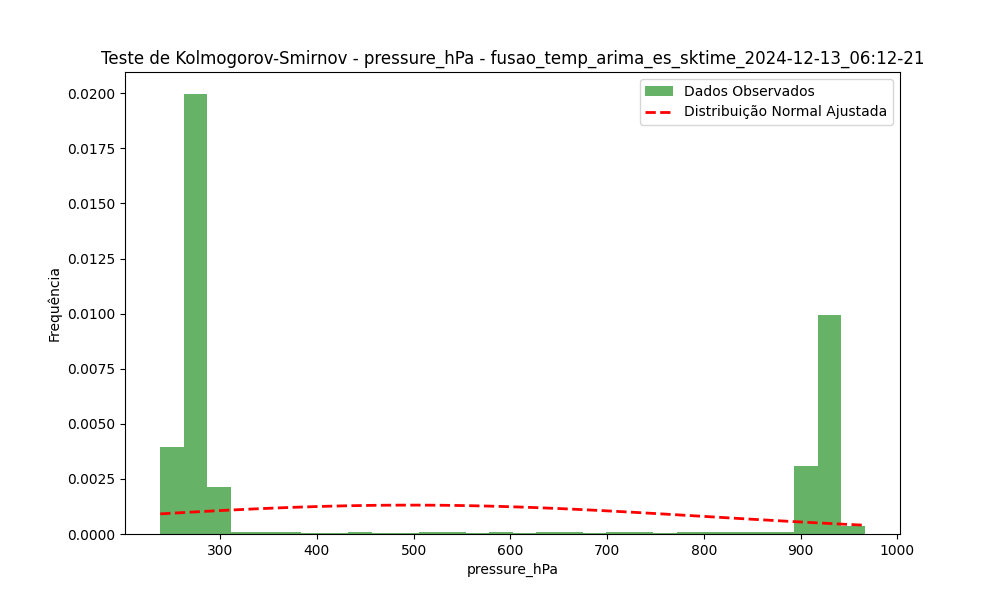 Teste de Kolmogorov-Smirnov - pressure_hPa - fusao_temp_arima_es_sktime_2024-12-13_06:12-21
Dados Observados
Distribuição Normal Ajustada
Frequência
0.0200
0.0175
0.0150
0.0125
0.0100
0.0075
0.0050
0.0025
0.0000
300 400 500 600 700 800 900 1000
pressure_hPa